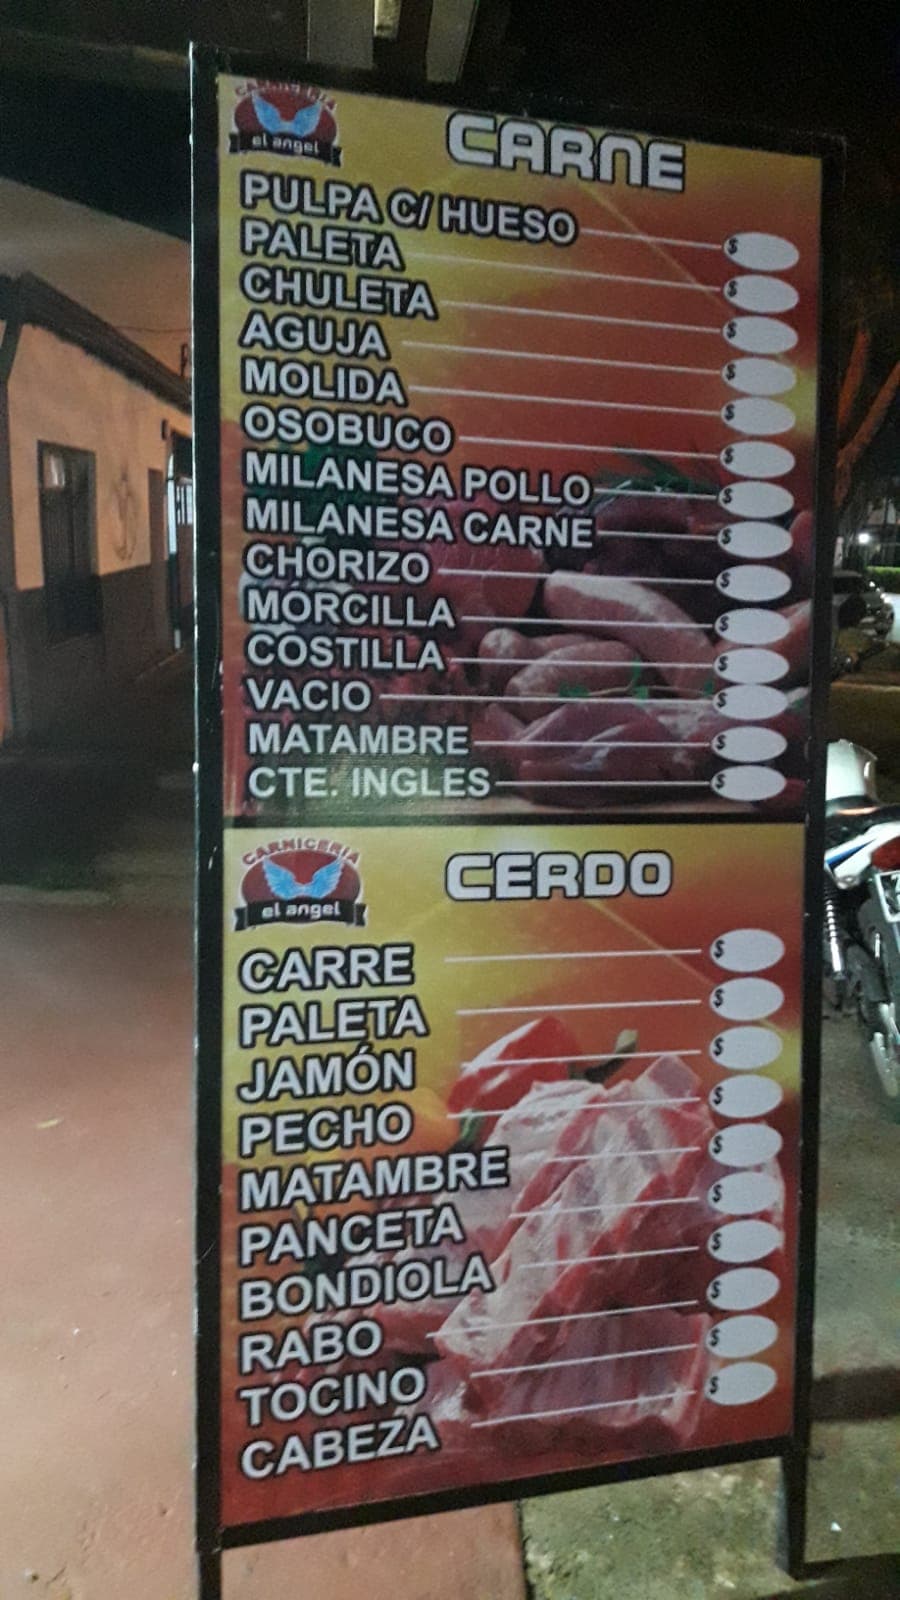 CARNICERIA
el angel
CARNE
PULPA C/ HUESO $
PALETA $
CHULETA $
AGUJA $
MOLIDA $
OSOBUCO $
MILANESA POLLO $
MILANESA CARNE $
CHORIZO $
MORCILLA $
COSTILLA $
VACIO $
MATAMBRE $
CTE. INGLES $
CARNICERIA
el angel
CERDO
CARRE $
PALETA $
JAMÓN $
PECHO $
MATAMBRE $
PANCETA $
BONDIOLA $
RABO $
TOCINO $
CABEZA $